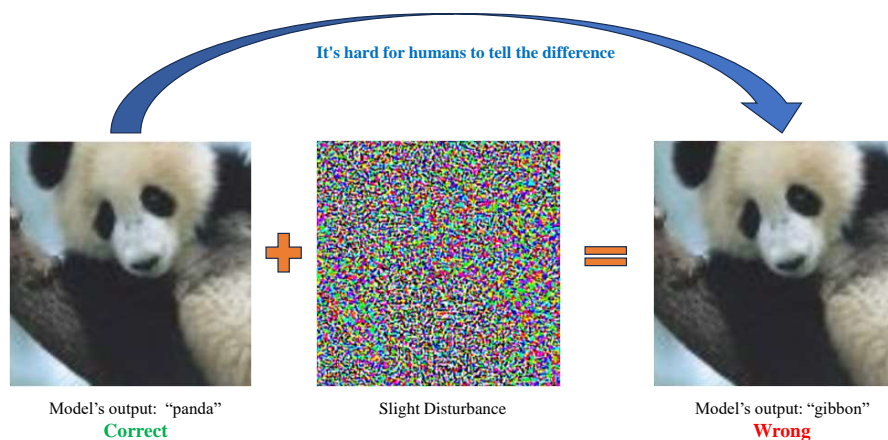 It's hard for humans to tell the difference
Model’s output: “panda”
Correct
Slight Disturbance
Model’s output: “gibbon”
Wrong